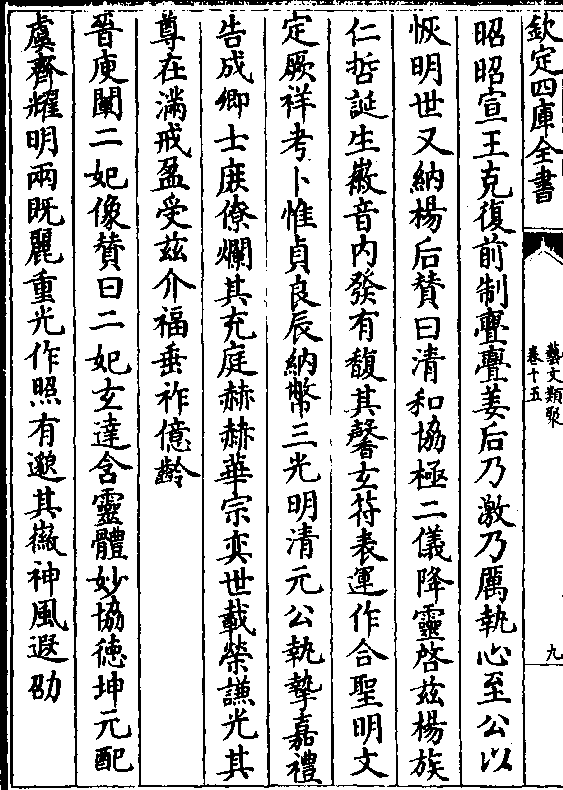 欽定四庫全書
藝文類聚
卷十五
九
昭昭宣王克復前制亹亹姜后乃激乃厲執心至公以
恢明世又納楊后賛曰清和協極二儀降靈啓兹楊族
仁哲誕生徽音内發有馥其馨玄符表運作合聖明文
定厥祥考卜惟貞良辰納幣三光明清元公執摯嘉禮
告成卿士庶僚爛其充庭赫赫華宗奕世載榮謙光其
尊在滿戒盈受兹介福垂祚億齡
晉庾闡二妃像賛曰二妃玄達含靈體妙協徳坤元配
虞齊耀明兩既麗重光作照有邈其徽神風遐劭